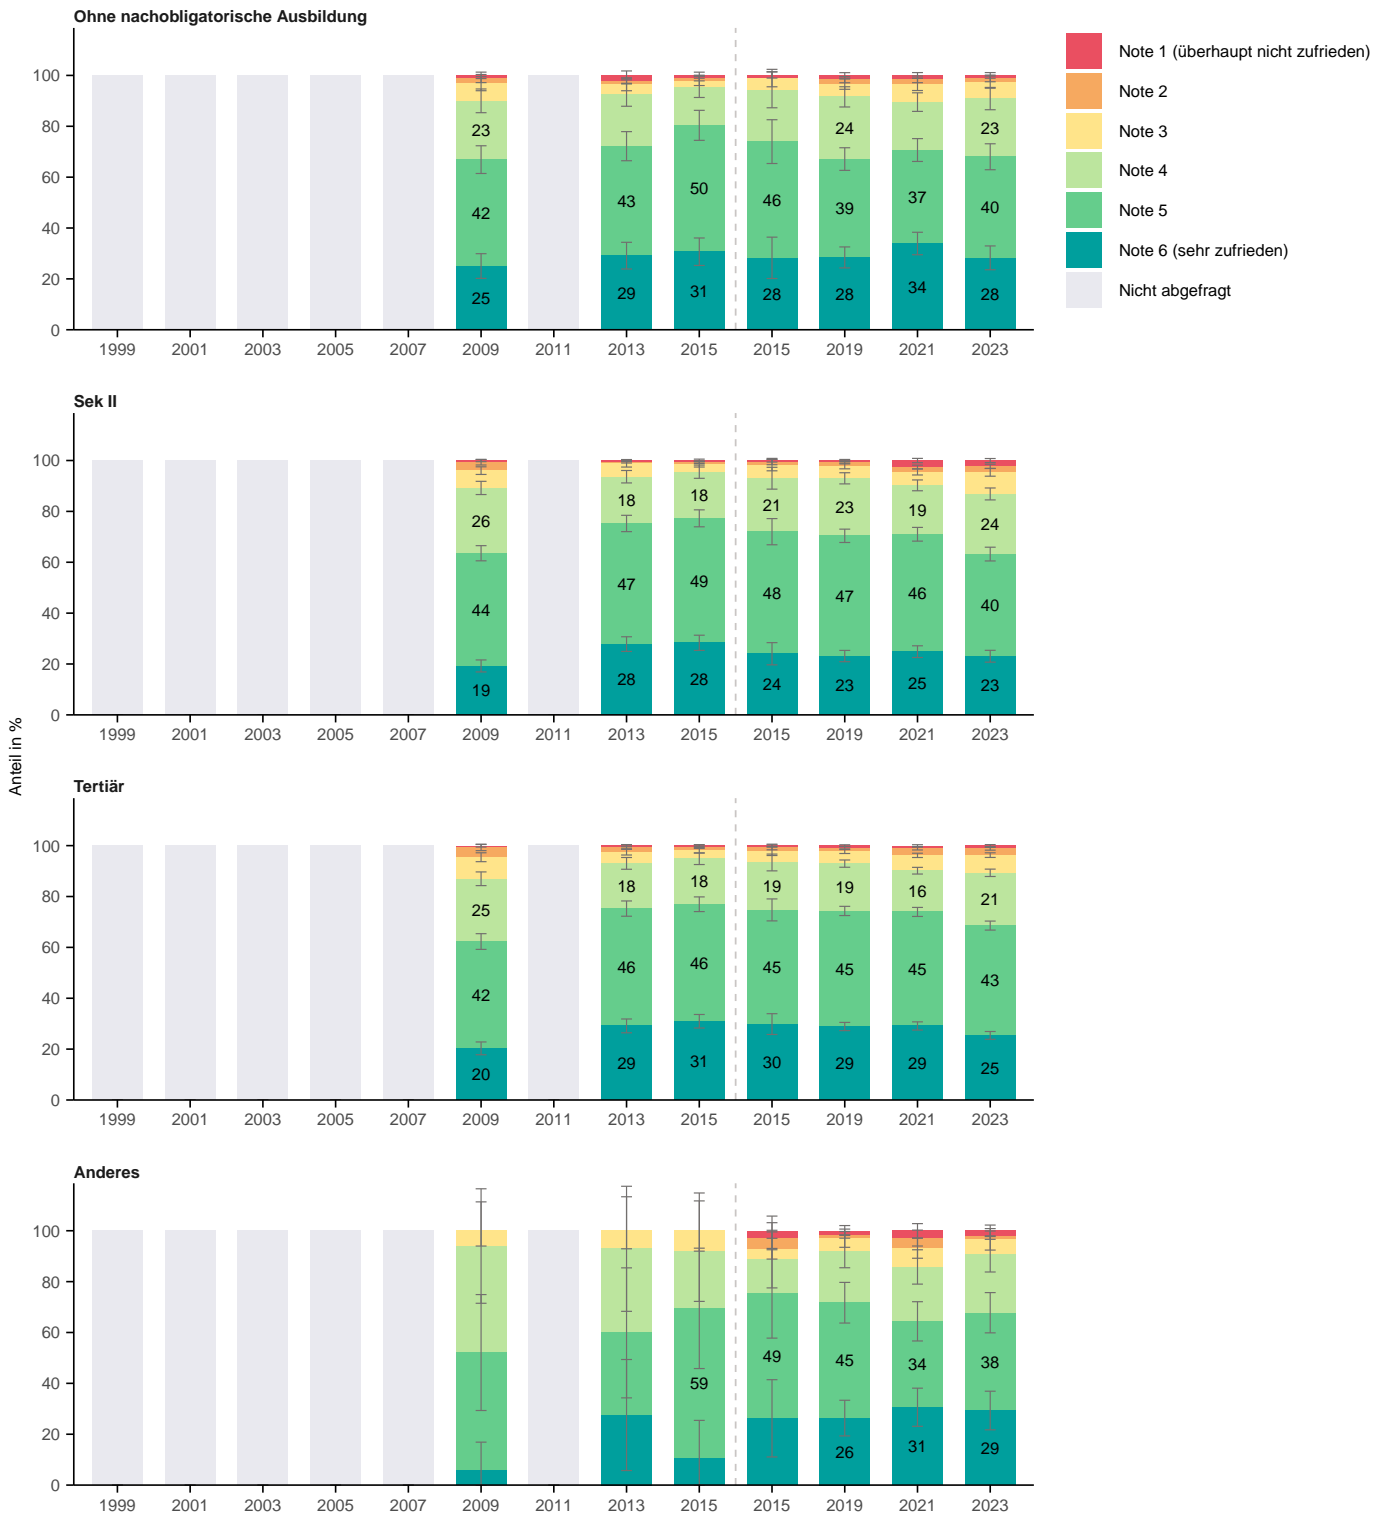 Ohne nachobligatorische Ausbildung
Note 1 (überhaupt nicht zufrieden)
Note 2
Note 3
Note 4
Note 5
Note 6 (sehr zufrieden)
Nicht abgefragt
100
80
60
40
20
0
23 24 23
42 43 50 46 39 37 40
25 29 31 28 28 34 28
1999 2001 2003 2005 2007 2009 2011 2013 2015 2015 2019 2021 2023
Sek II
100
80
60
40
20
0
26 18 18 21 23 19 24
44 47 49 48 47 46 40
19 28 28 24 23 25 23
1999 2001 2003 2005 2007 2009 2011 2013 2015 2015 2019 2021 2023
Anteil in %
Tertiär
100
80
60
40
20
0
25 18 18 19 19 16 21
42 46 46 45 45 45 43
20 29 31 30 29 29 25
1999 2001 2003 2005 2007 2009 2011 2013 2015 2015 2019 2021 2023
Anderes
100
80
60
40
20
0
59 49 45 34 38
26 31 29
1999 2001 2003 2005 2007 2009 2011 2013 2015 2015 2019 2021 2023